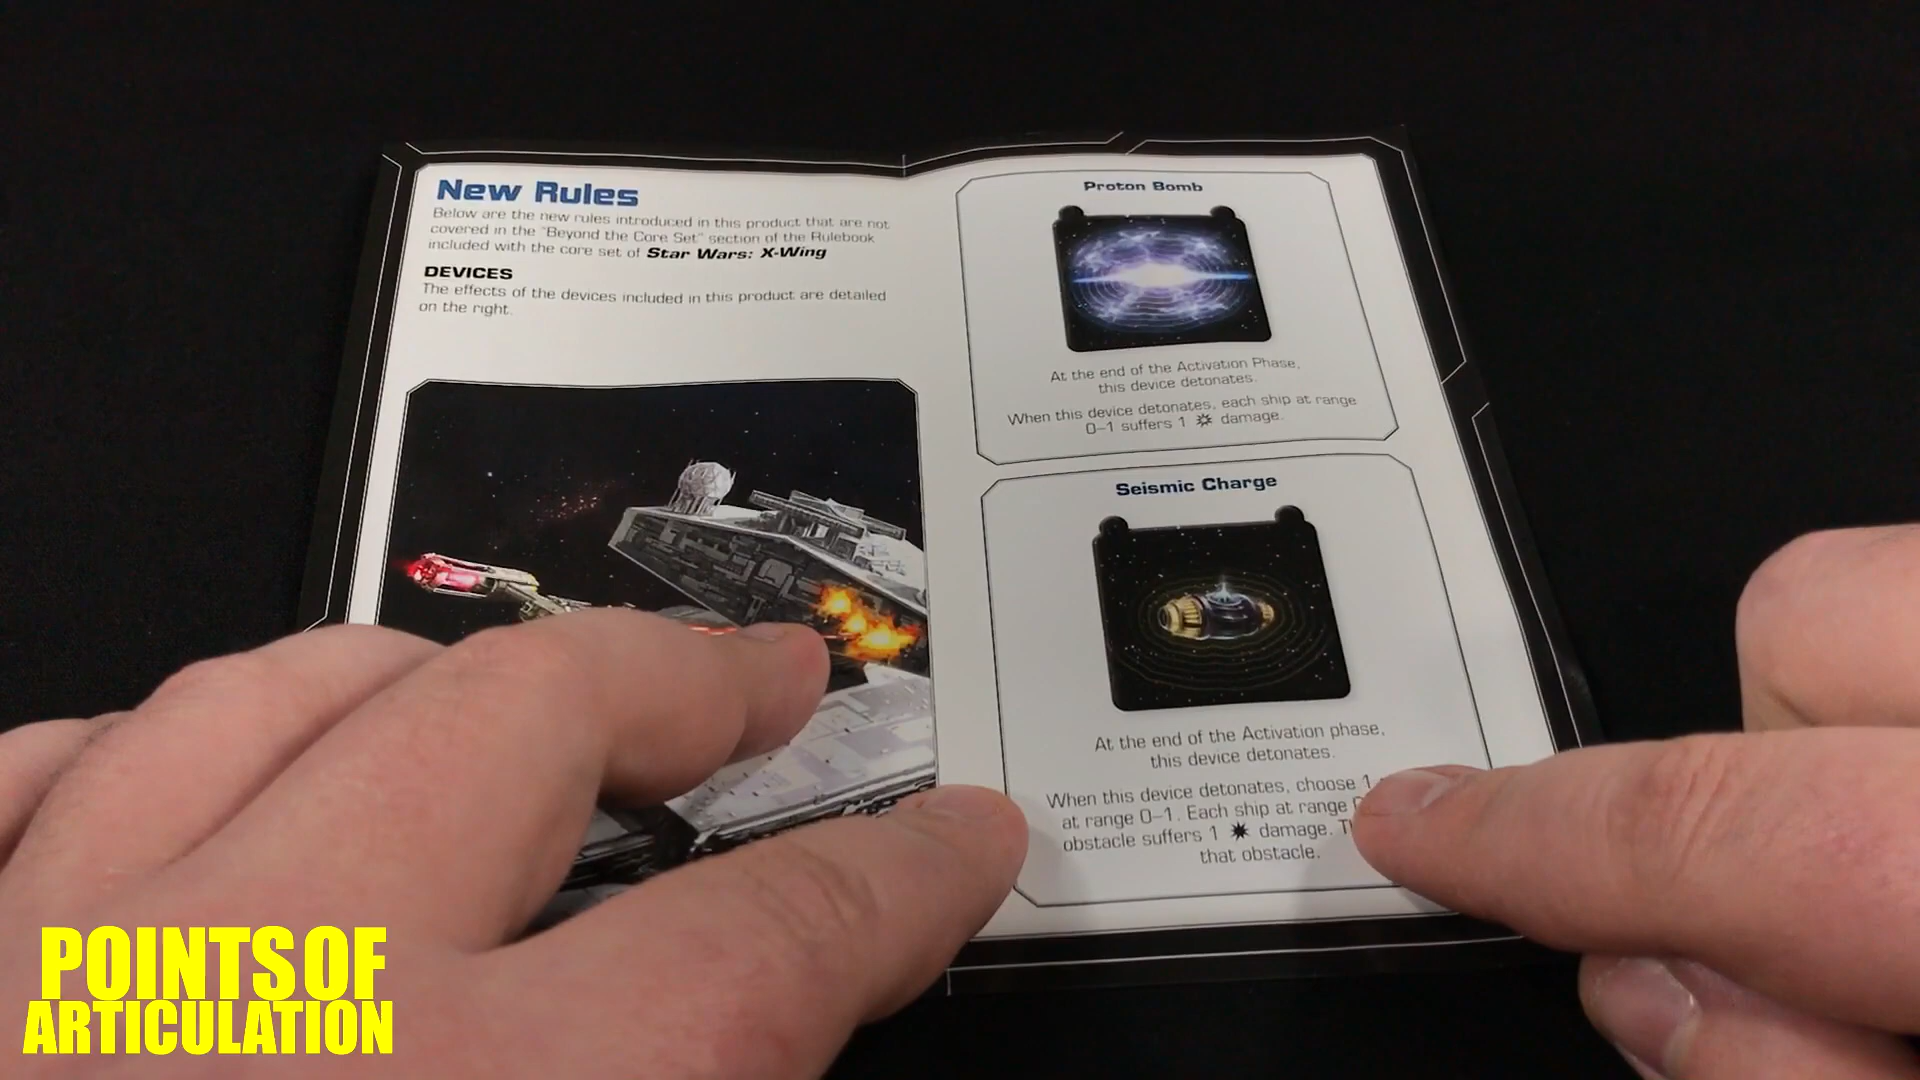 New Rules
Below are the new rules introduced in this product that are not
covered in the "Beyond the Core Set" section of the Rulebook
included with the core set of Star Wars: X-Wing
DEVICES
The effects of the devices included in this product are detailed
on the right.
Proton Bomb
At the end of the Activation Phase,
this device detonates.
When this device detonates, each ship at range
0–1 suffers 1 damage.
Seismic Charge
At the end of the Activation phase,
this device detonates.
When this device detonates, choose 1
at range 0–1. Each ship at range
obstacle suffers 1 damage.
that obstacle.
POINTS OF
ARTICULATION